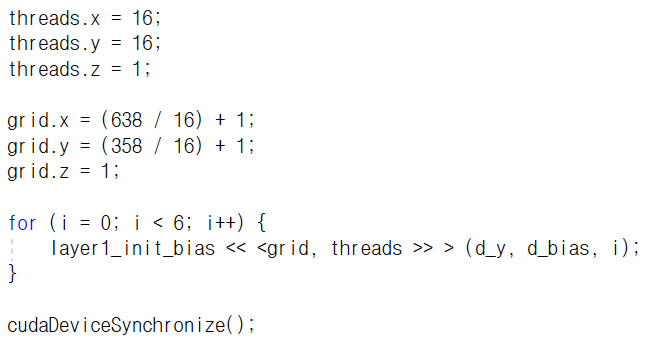 threads.x = 16;
threads.y = 16;
threads.z = 1;
grid.x = (638 / 16) + 1;
grid.y = (358 / 16) + 1;
grid.z = 1;
for (i = 0; i < 6; i++) {
    layer1_init_bias << <grid, threads >> > (d_y, d_bias, i);
}
cudaDeviceSynchronize();